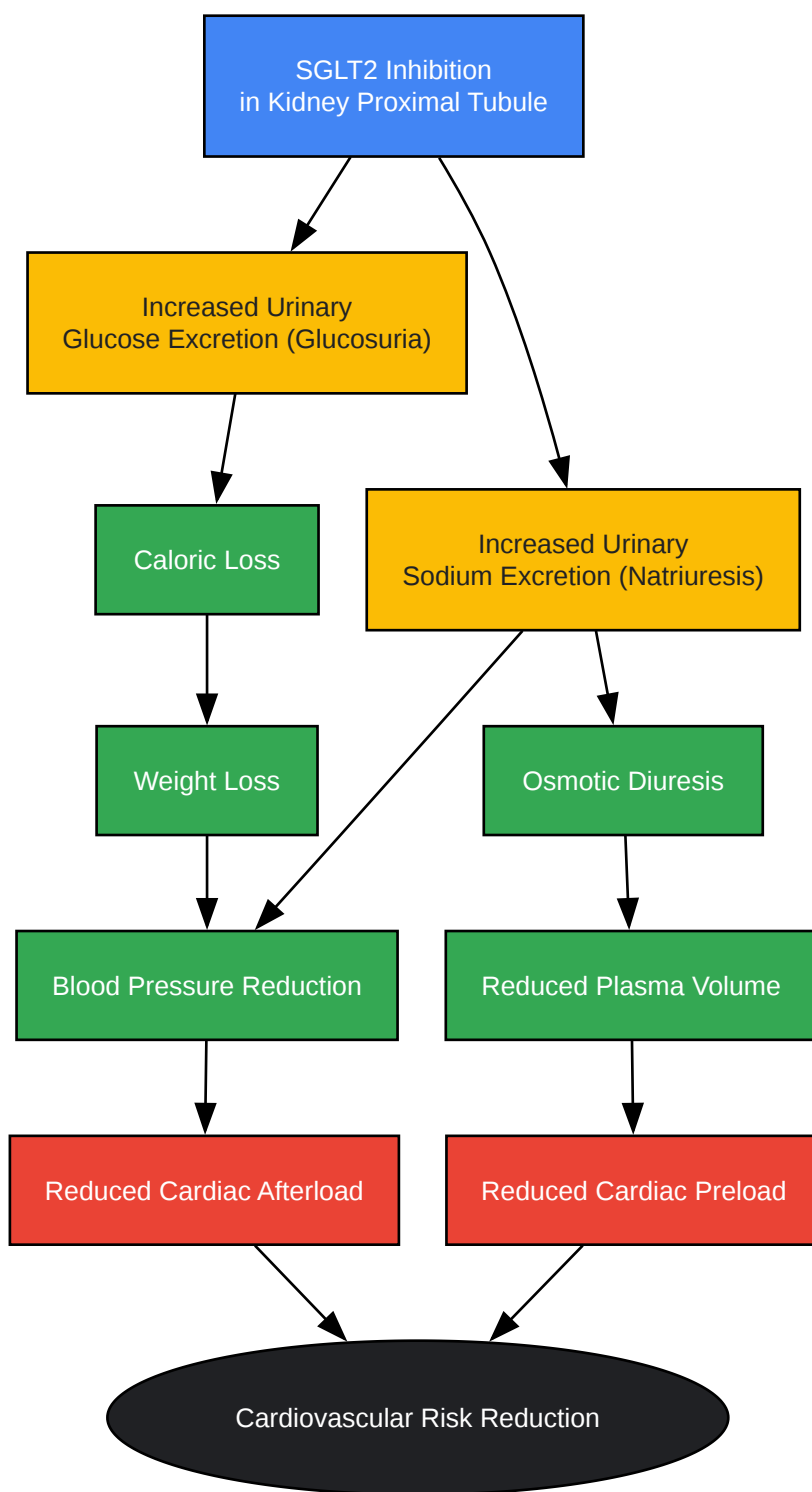 SGLT2 Inhibition
in Kidney Proximal Tubule
Increased Urinary
Glucose Excretion (Glucosuria)
Caloric Loss
Increased Urinary
Sodium Excretion (Natriuresis)
Weight Loss
Osmotic Diuresis
Blood Pressure Reduction
Reduced Plasma Volume
Reduced Cardiac Afterload
Reduced Cardiac Preload
Cardiovascular Risk Reduction